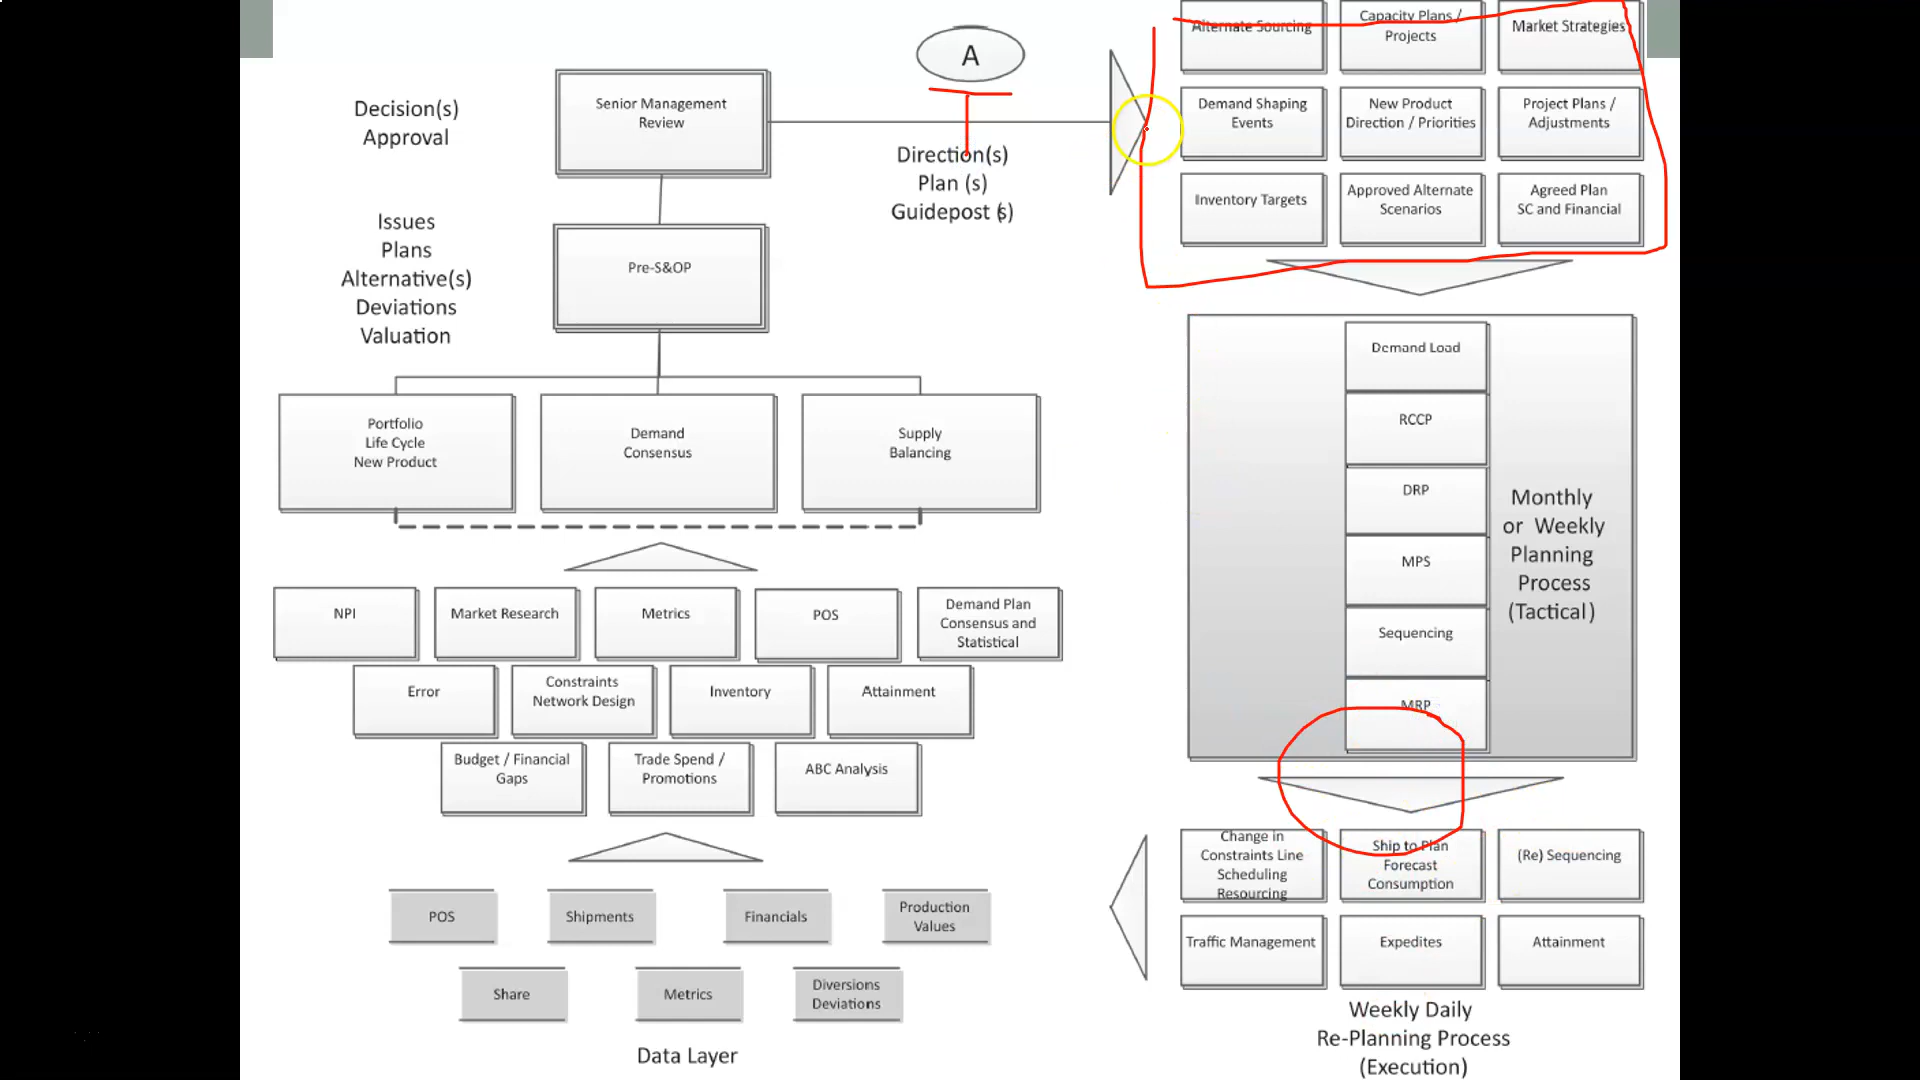 A
Decision(s)
Approval
Senior Management
Review
Direction(s)
Plan (s)
Guidepost (s)
Issues
Plans
Alternative(s)
Deviations
Valuation
Pre-S&OP
Portfolio
Life Cycle
New Product
Demand
Consensus
Supply
Balancing
NPI
Market Research
Metrics
POS
Demand Plan
Consensus and
Statistical
Error
Constraints
Network Design
Inventory
Attainment
Budget / Financial
Gaps
Trade Spend /
Promotions
ABC Analysis
POS
Shipments
Financials
Production
Values
Share
Metrics
Diversions
Deviations
Data Layer
Alternate Sourcing
Capacity Plans /
Projects
Market Strategies
Demand Shaping
Events
New Product
Direction / Priorities
Project Plans /
Adjustments
Inventory Targets
Approved Alternate
Scenarios
Agreed Plan
SC and Financial
Demand Load
RCCP
DRP
MPS
Sequencing
MRP
Monthly
or Weekly
Planning
Process
(Tactical)
Change in
Constraints Line
Scheduling
Resourcing
Ship to Plan
Forecast
Consumption
(Re) Sequencing
Traffic Management
Expedites
Attainment
Weekly Daily
Re-Planning Process
(Execution)